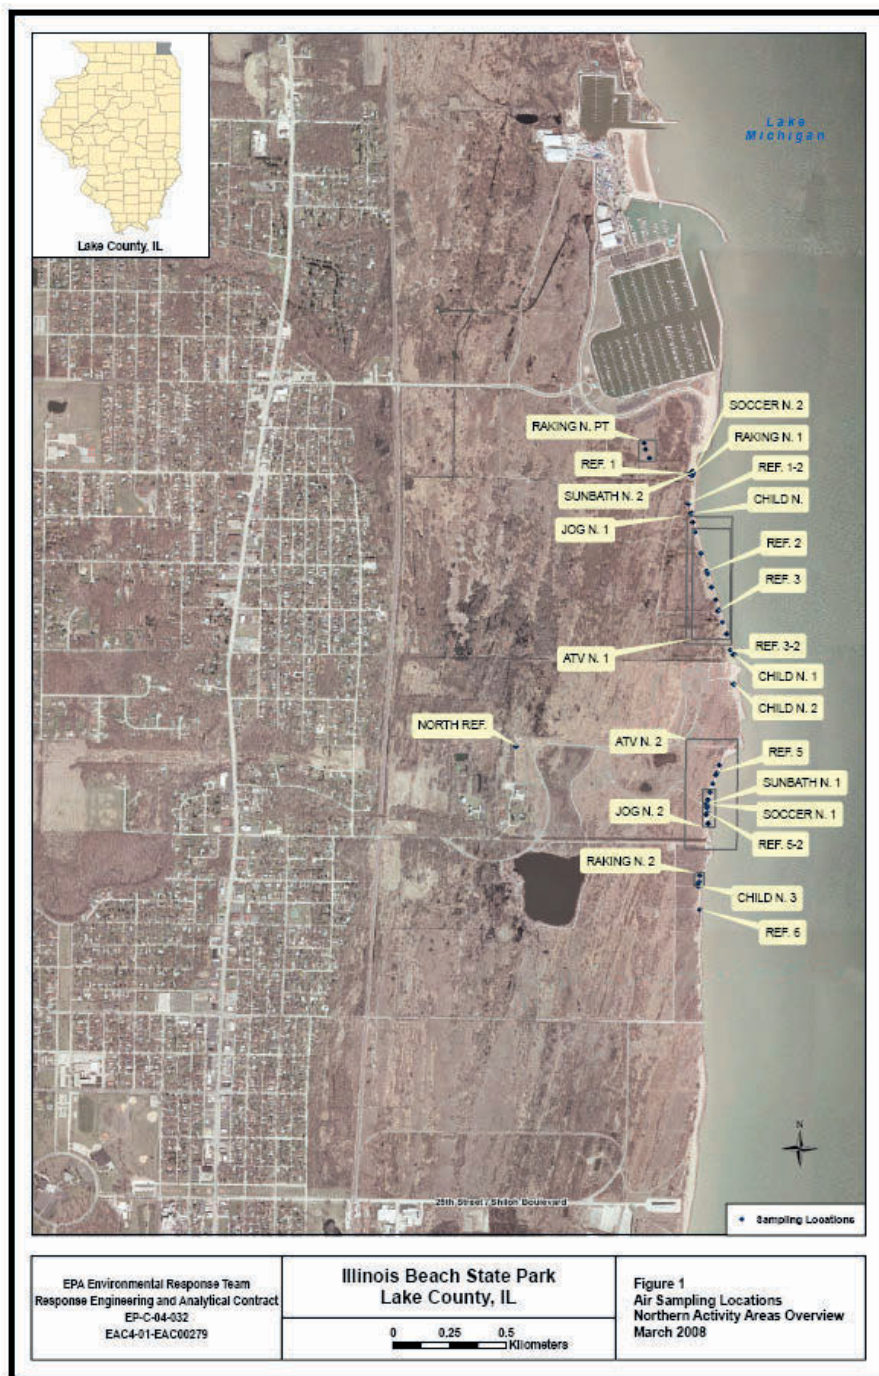 Lake
Michigan
Lake County, IL
SOCCER N. 2
RAKING N. PT
RAKING N. 1
REF. 1
REF. 1-2
SUNBATH N. 2
CHILD N.
JOG N. 1
REF. 2
REF. 3
REF. 3-2
ATV N. 1
CHILD N. 1
CHILD N. 2
NORTH REF.
ATV N. 2
REF. 5
SUNBATH N. 1
JOG N. 2
SOCCER N. 1
REF. 5-2
RAKING N. 2
CHILD N. 3
REF. 6
N
29th Street / Shiloh Boulevard
Sampling Locations
EPA Environmental Response Team
Response Engineering and Analytical Contract
EP-C-04-032
EAC4-01-EAC00279
Illinois Beach State Park
Lake County, IL
0 0.25 0.5
Kilometers
Figure 1
Air Sampling Locations
Northern Activity Areas Overview
March 2008